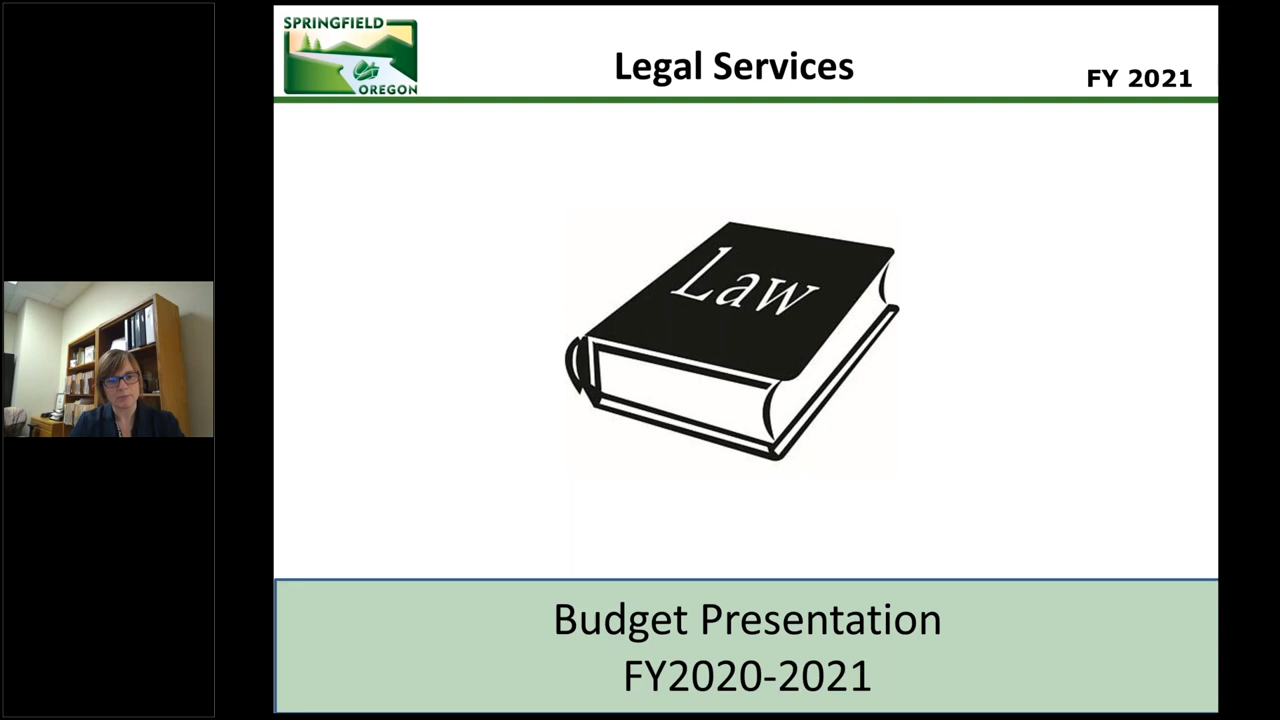 SPRINGFIELD
OREGON
Legal Services
FY 2021
Law
Budget Presentation
FY2020-2021